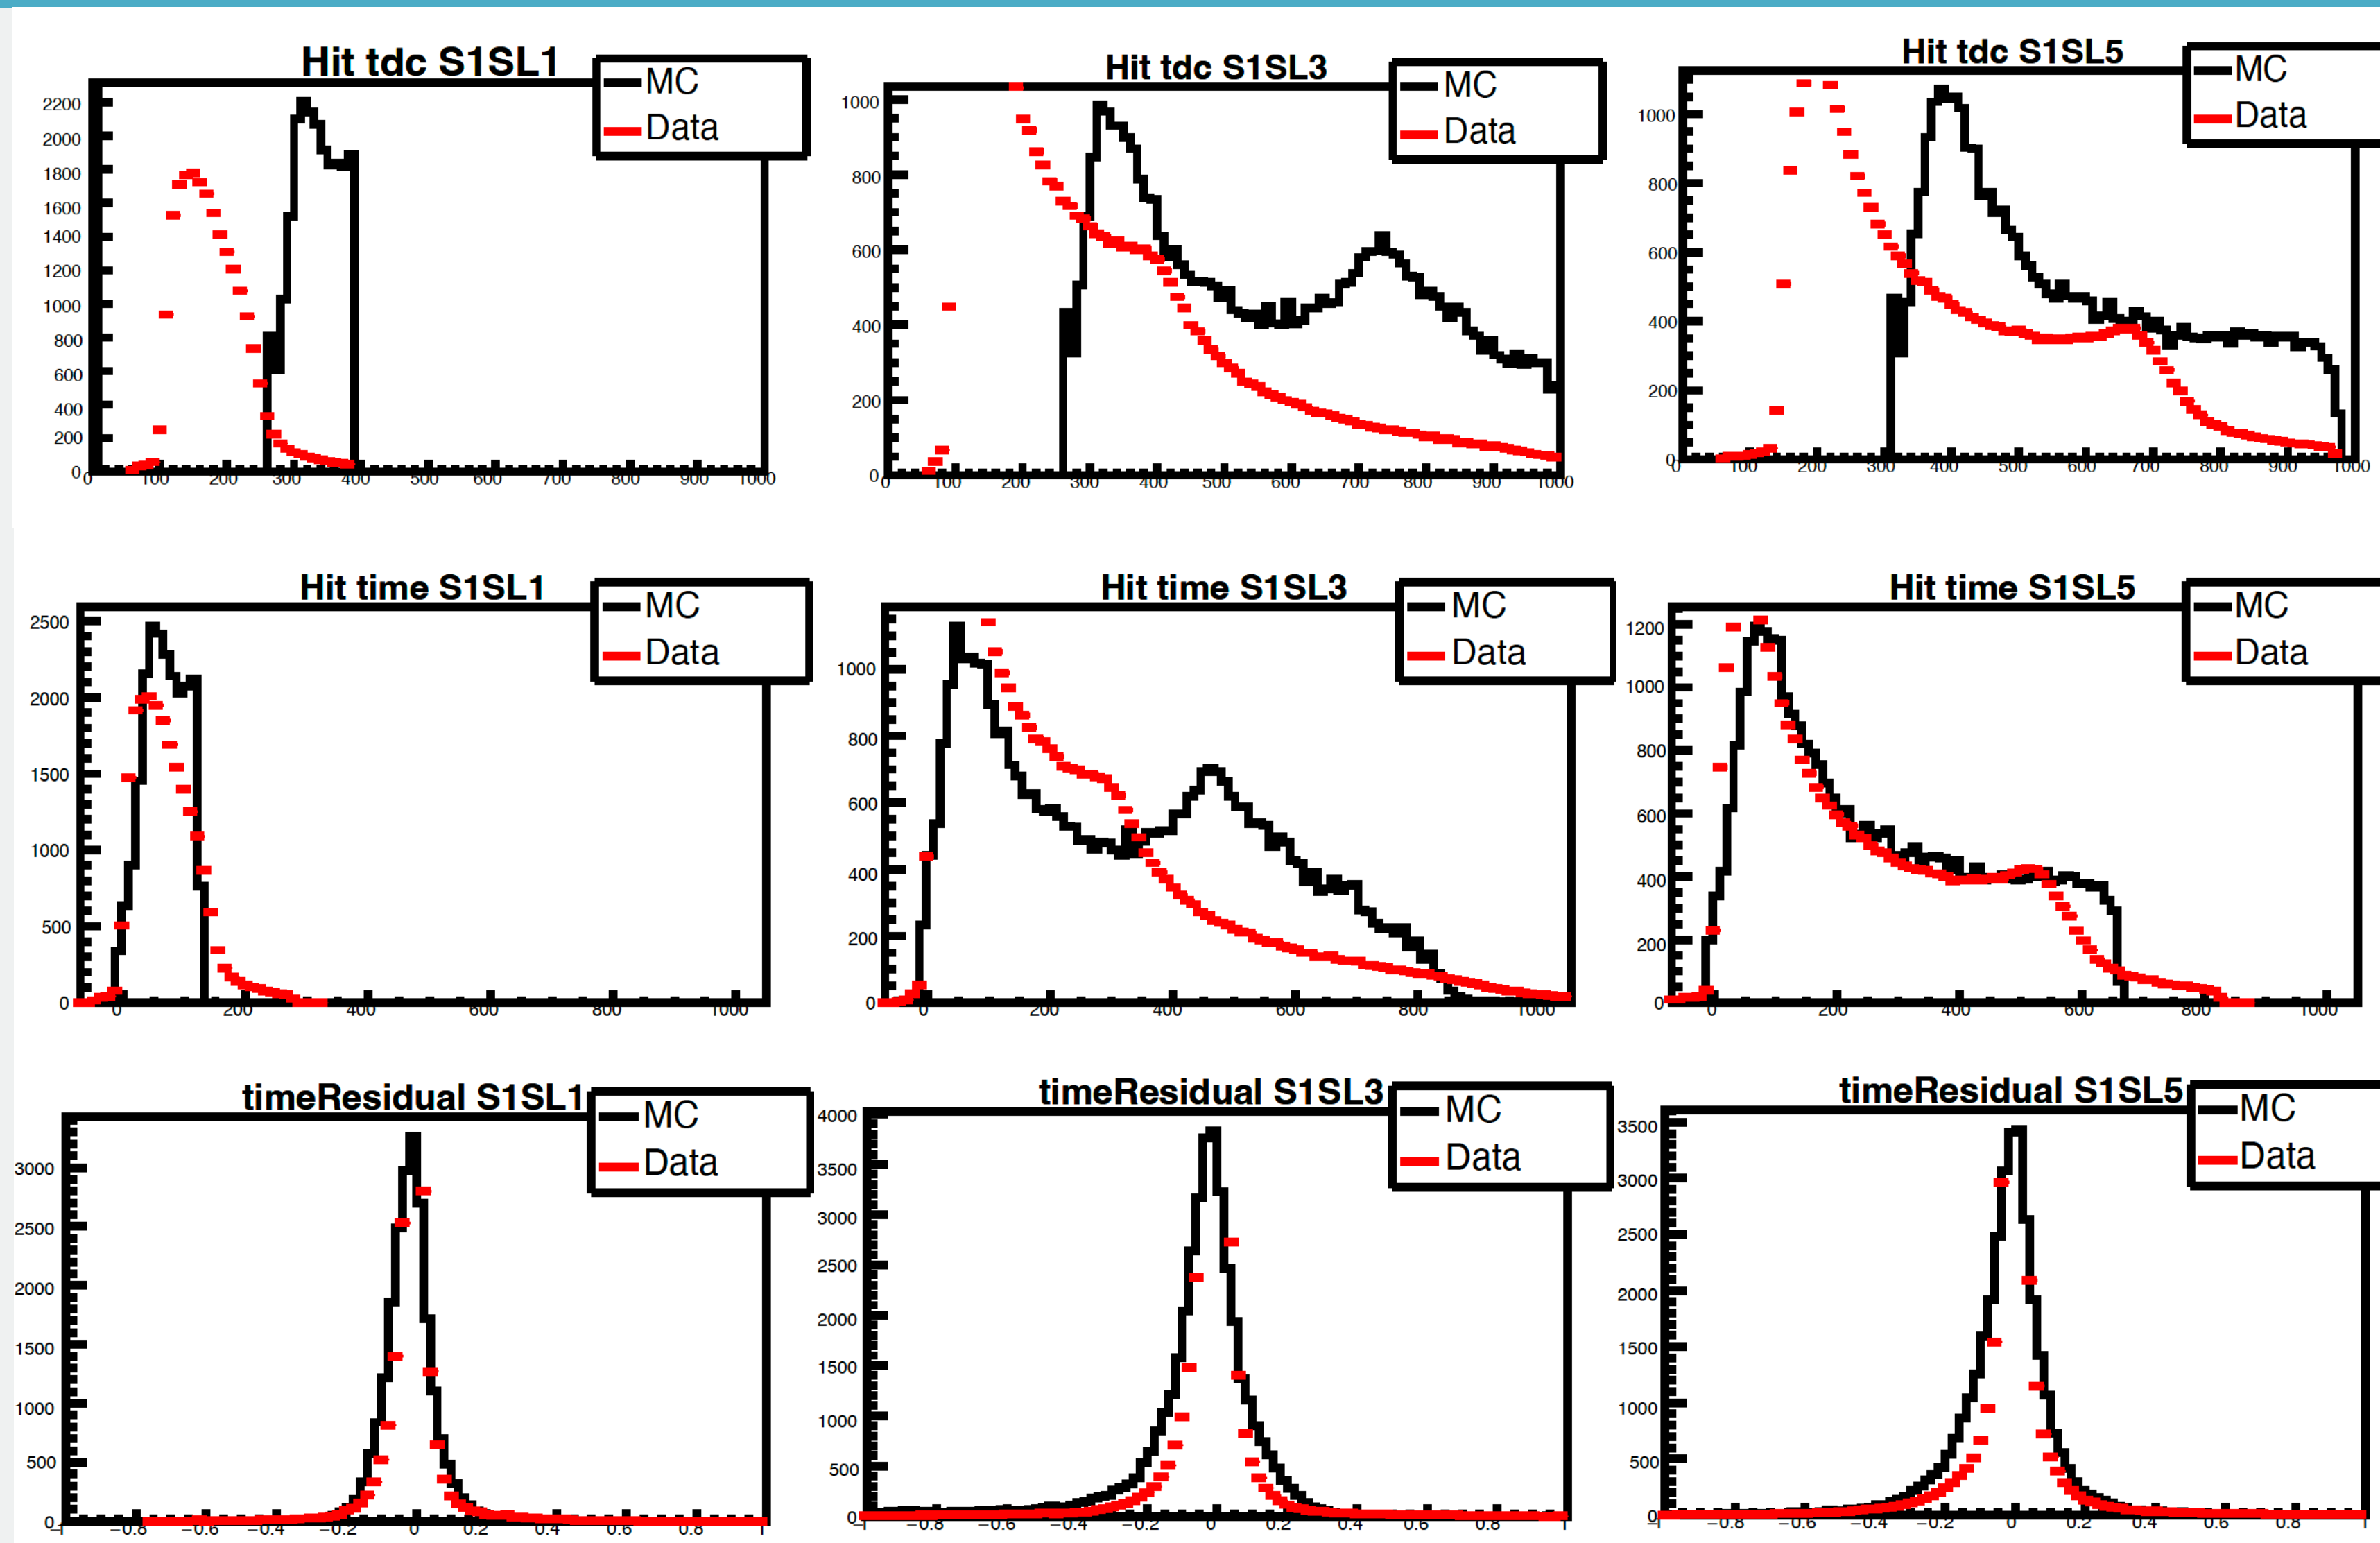 Hit tdc S1SL1
MC
Data
2200
2000
1800
1600
1400
1200
1000
800
600
400
200
0
0 100 200 300 400 500 600 700 800 900 1000
Hit tdc S1SL3
MC
Data
1000
800
600
400
200
0
0 100 200 300 400 500 600 700 800 900 1000
Hit tdc S1SL5
MC
Data
1000
800
600
400
200
0
0 100 200 300 400 500 600 700 800 900 1000
Hit time S1SL1
MC
Data
2500
2000
1500
1000
500
0
0 200 400 600 800 1000
Hit time S1SL3
MC
Data
1000
800
600
400
200
0
0 200 400 600 800 1000
Hit time S1SL5
MC
Data
1200
1000
800
600
400
200
0
0 200 400 600 800 1000
timeResidual S1SL1
MC
Data
3000
2500
2000
1500
1000
500
0
−1 −0.8 −0.6 −0.4 −0.2 0 0.2 0.4 0.6 0.8 1
timeResidual S1SL3
MC
Data
4000
3500
3000
2500
2000
1500
1000
500
0
−1 −0.8 −0.6 −0.4 −0.2 0 0.2 0.4 0.6 0.8 1
timeResidual S1SL5
MC
Data
3500
3000
2500
2000
1500
1000
500
0
−1 −0.8 −0.6 −0.4 −0.2 0 0.2 0.4 0.6 0.8 1